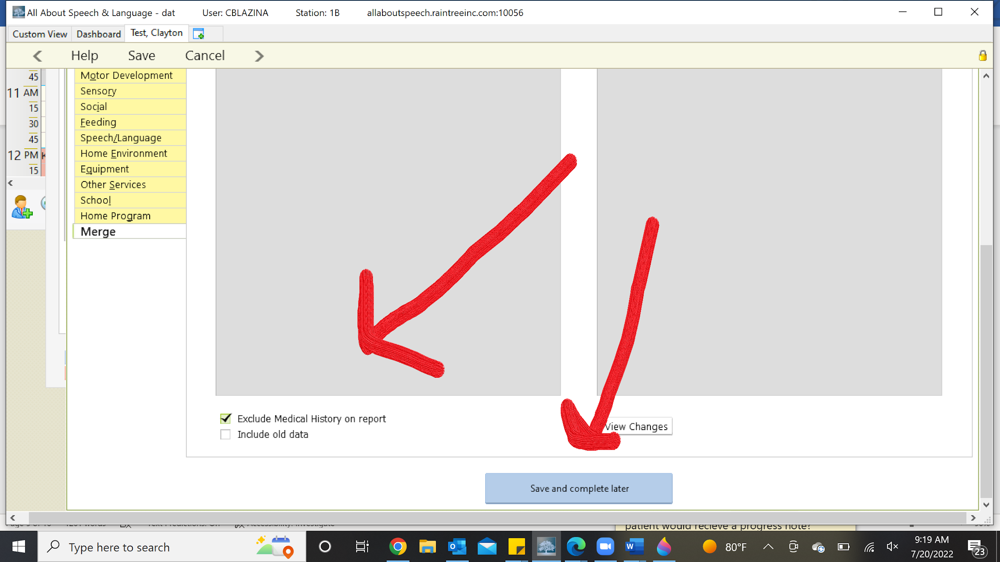 All About Speech & Language - dat User: CBLAZINA Station: 1B allaboutspeech.raintreeinc.com:10056
Custom View Dashboard Test, Clayton
Help Save Cancel
45
11 AM
15
30
45
12 PM K
15
Motor Development
Sensory
Social
Feeding
Speech/Language
Home Environment
Equipment
Other Services
School
Home Program
Merge
Exclude Medical History on report
Include old data
View Changes
Save and complete later
patient would recieve a progress note?
Type here to search
80°F
9:19 AM
7/20/2022
23